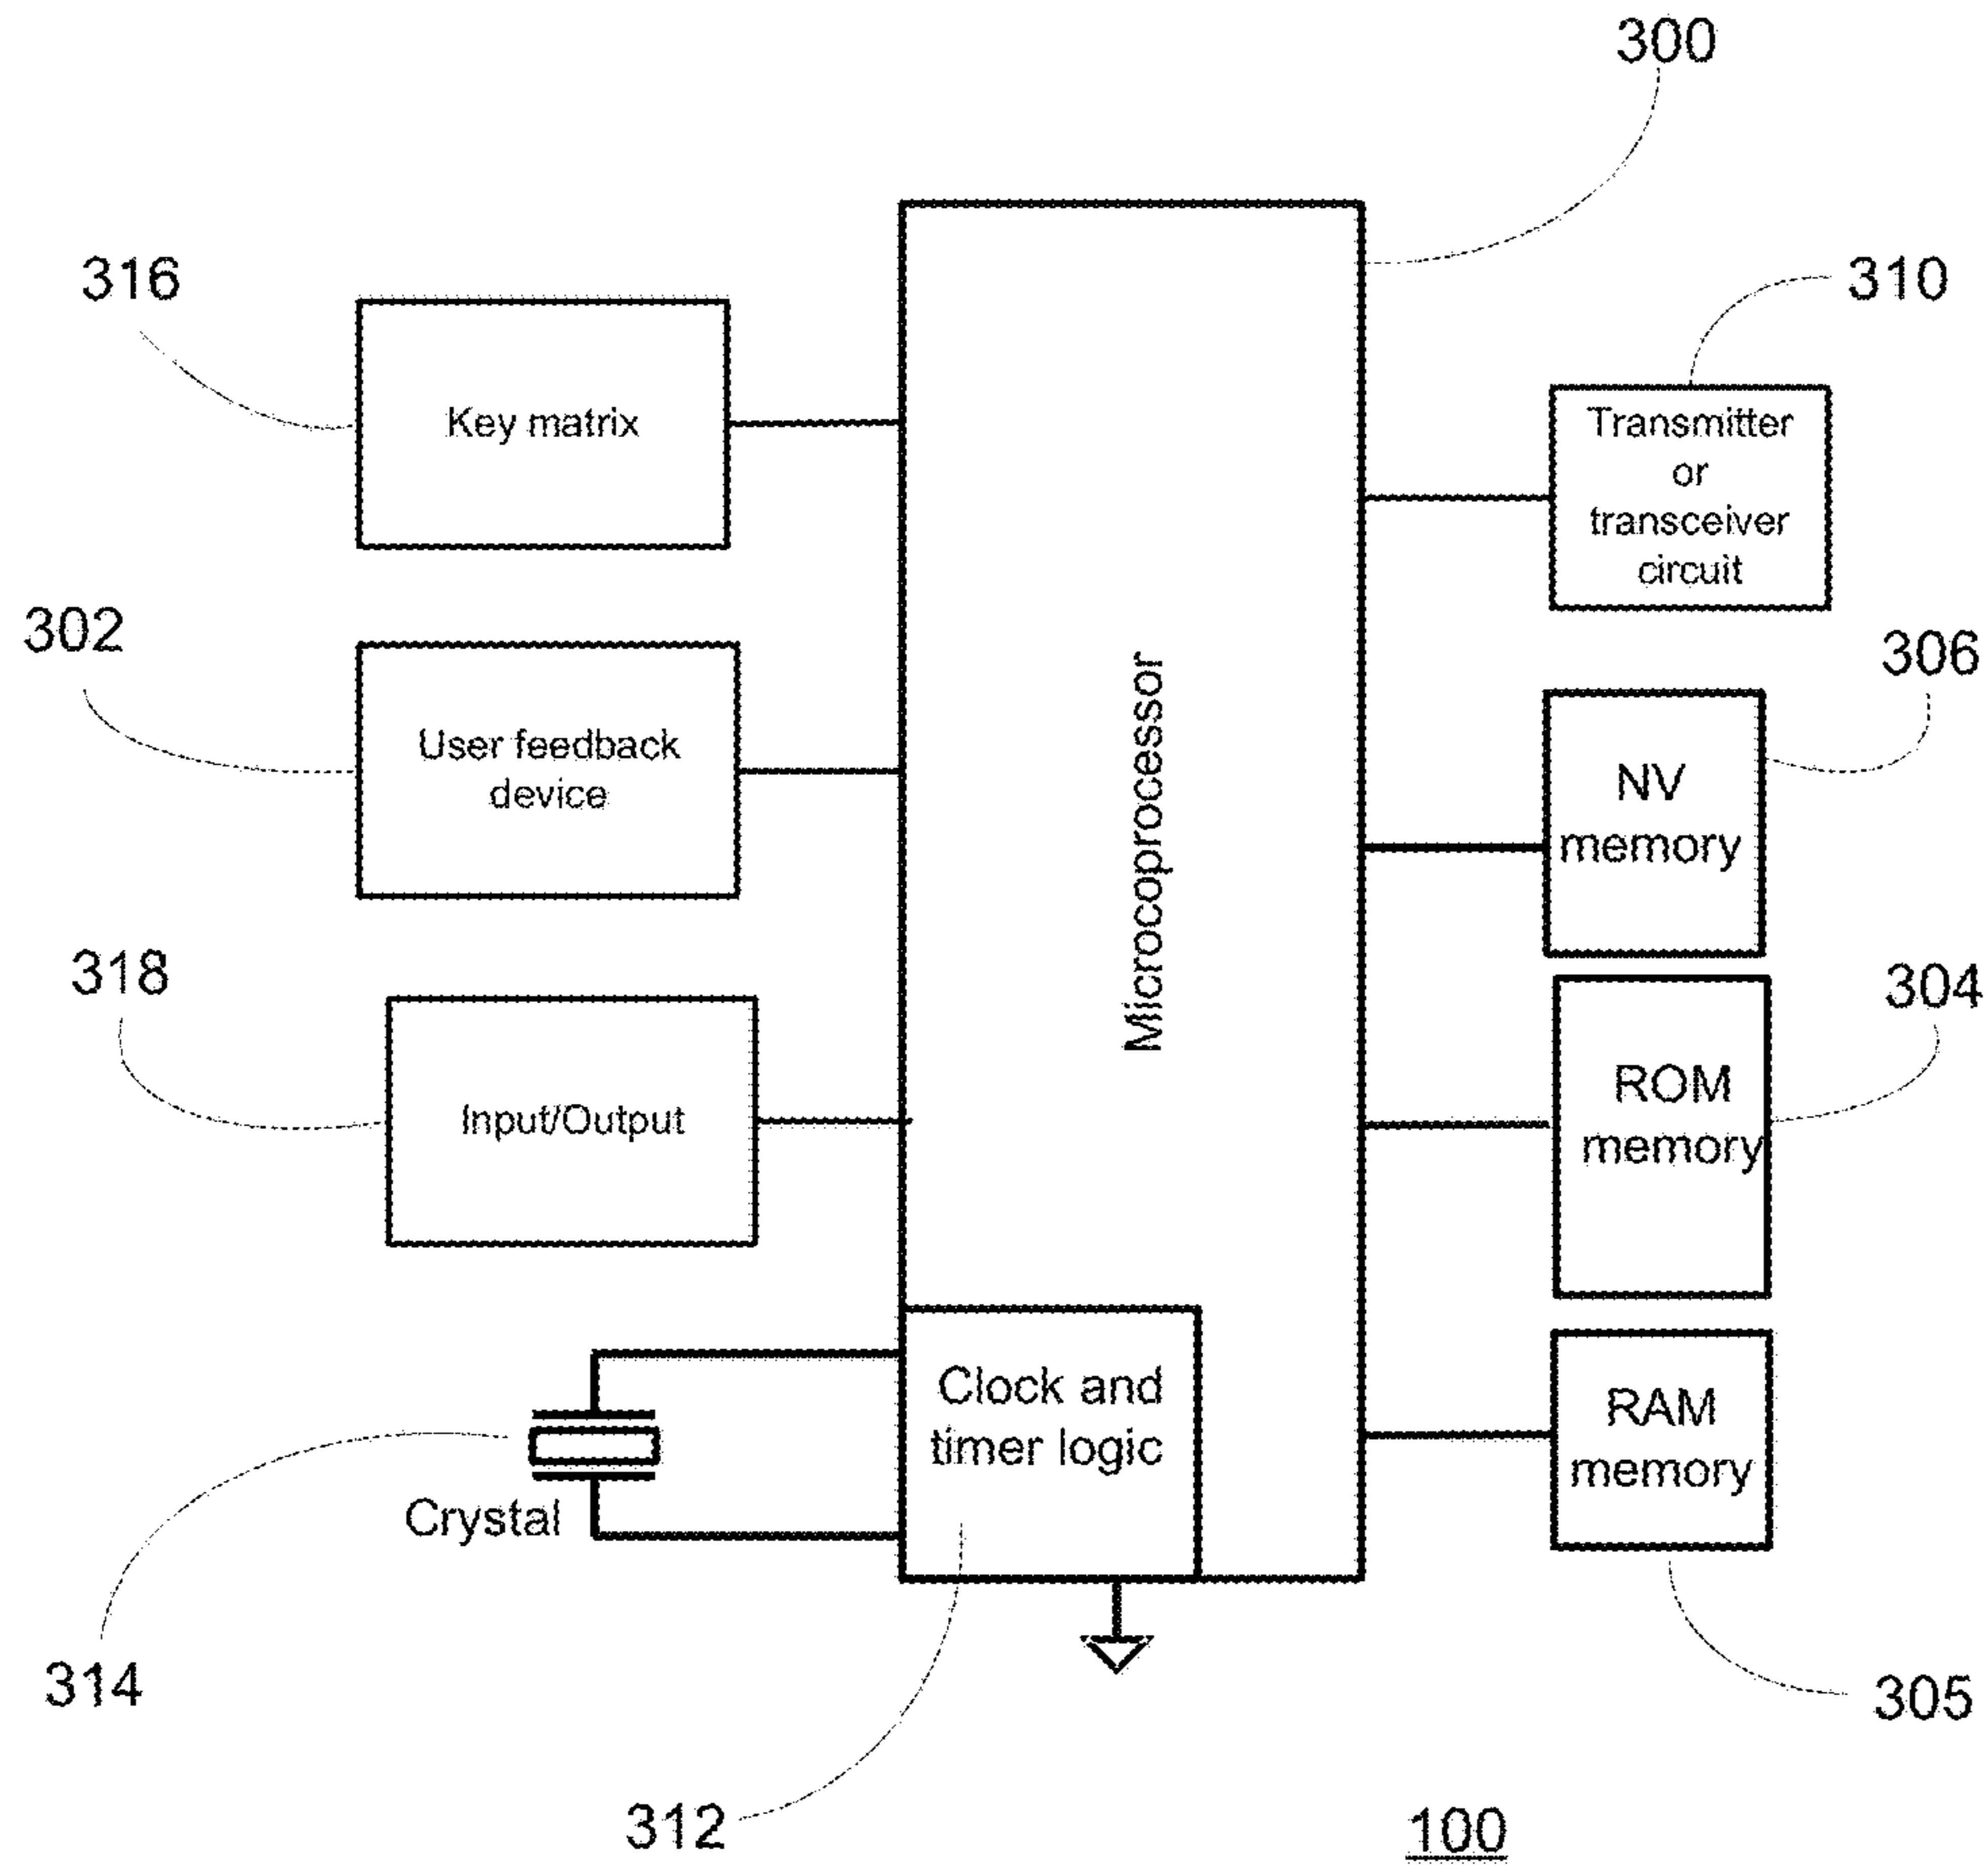 300
316
310
Key matrix
Transmitter
or
transceiver
circuit
302
306
User feedback
device
NV
memory
Microcoprocessor
318
304
Input/Output
ROM
memory
Clock and
timer logic
RAM
memory
Crystal
314
305
312
100